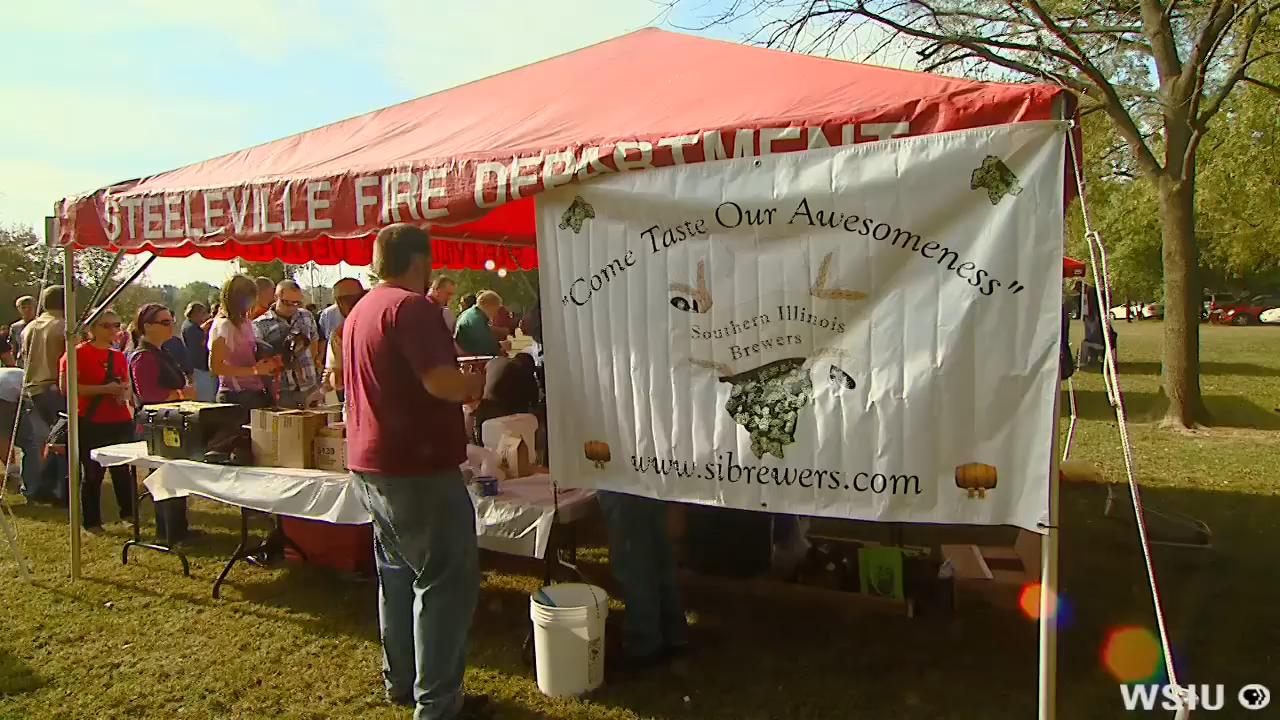 STEELEVILLE FIRE DEPARTMENT
"Come Taste Our Awesomeness"
Southern Illinois
Brewers
www.sibrewers.com
WSIU